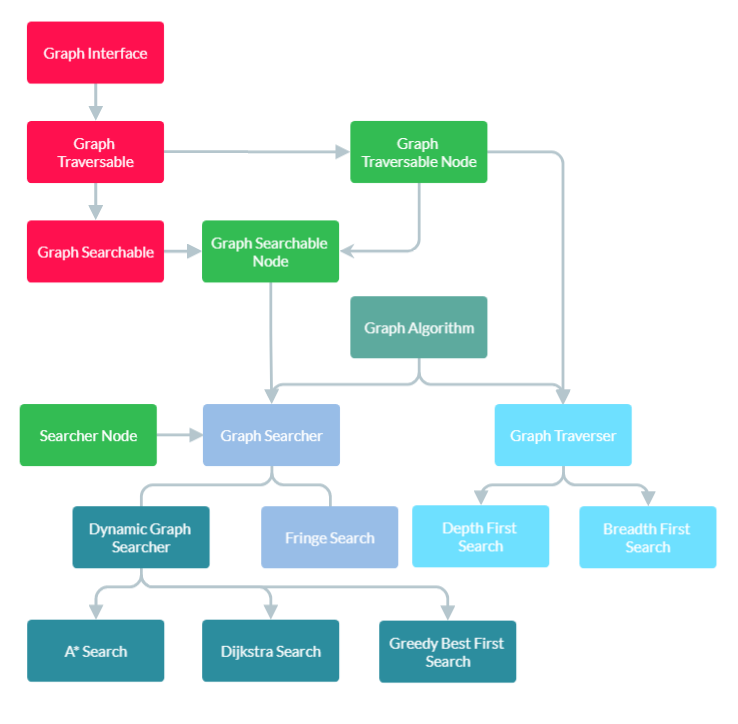 Graph Interface
Graph
Traversable
Graph
Traversable Node
Graph Searchable
Graph Searchable
Node
Graph Algorithm
Searcher Node
Graph Searcher
Graph Traverser
Dynamic Graph
Searcher
Fringe Search
Depth First
Search
Breadth First
Search
A* Search
Dijkstra Search
Greedy Best First
Search